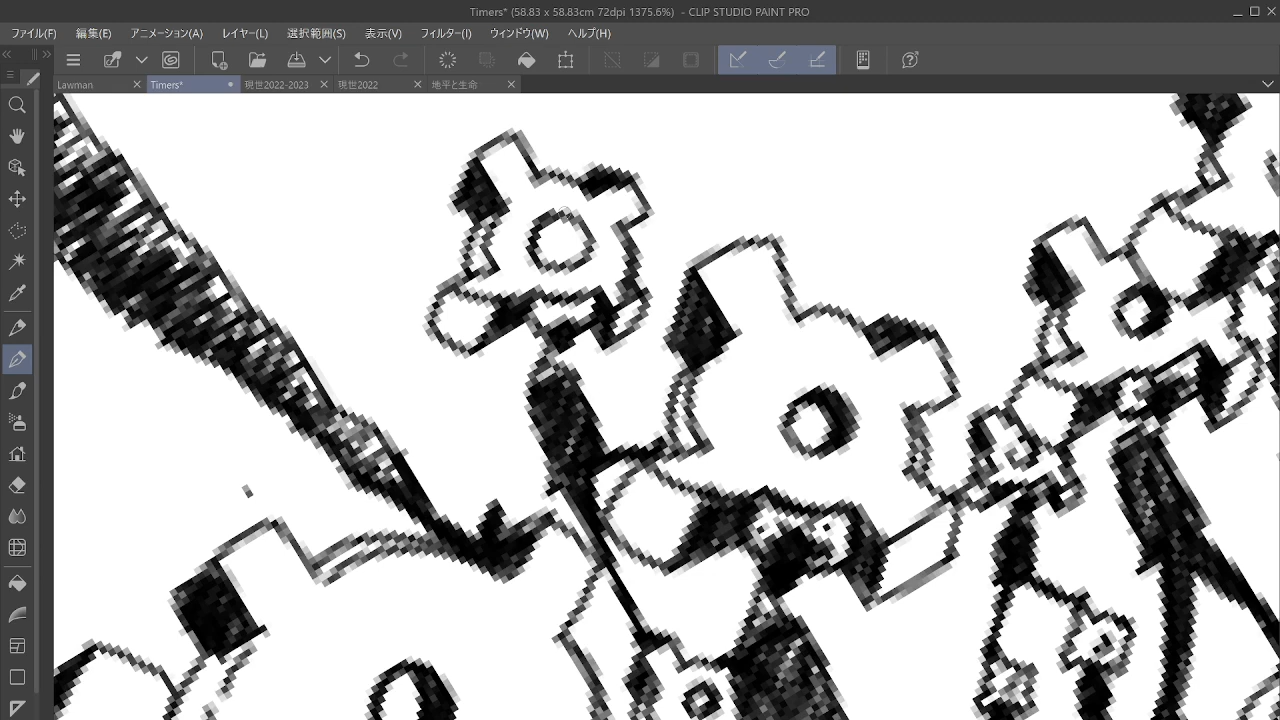 Timers* (58.83 x 58.83cm 72dpi 1375.6%) - CLIP STUDIO PAINT PRO
ファイル(F) 編集(E) アニメーション(A) レイヤー(L) 選択範囲(S) 表示(V) フィルター(I) ウィンドウ(W) ヘルプ(H)
Lawman Timers* 現世2022-2023 現世2022 地平と生命